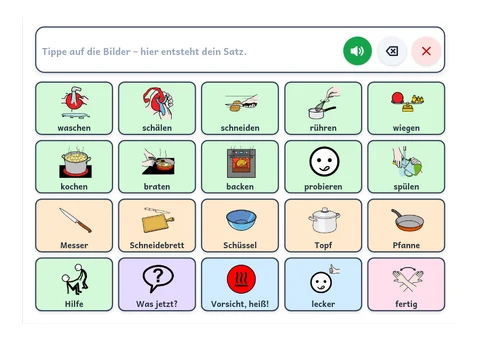 Tippe auf die Bilder – hier entsteht dein Satz.
waschen
schälen
schneiden
rühren
wiegen
kochen
braten
backen
probieren
spülen
Messer
Schneidebrett
Schüssel
Topf
Pfanne
Hilfe
Was jetzt?
Vorsicht, heiß!
lecker
fertig